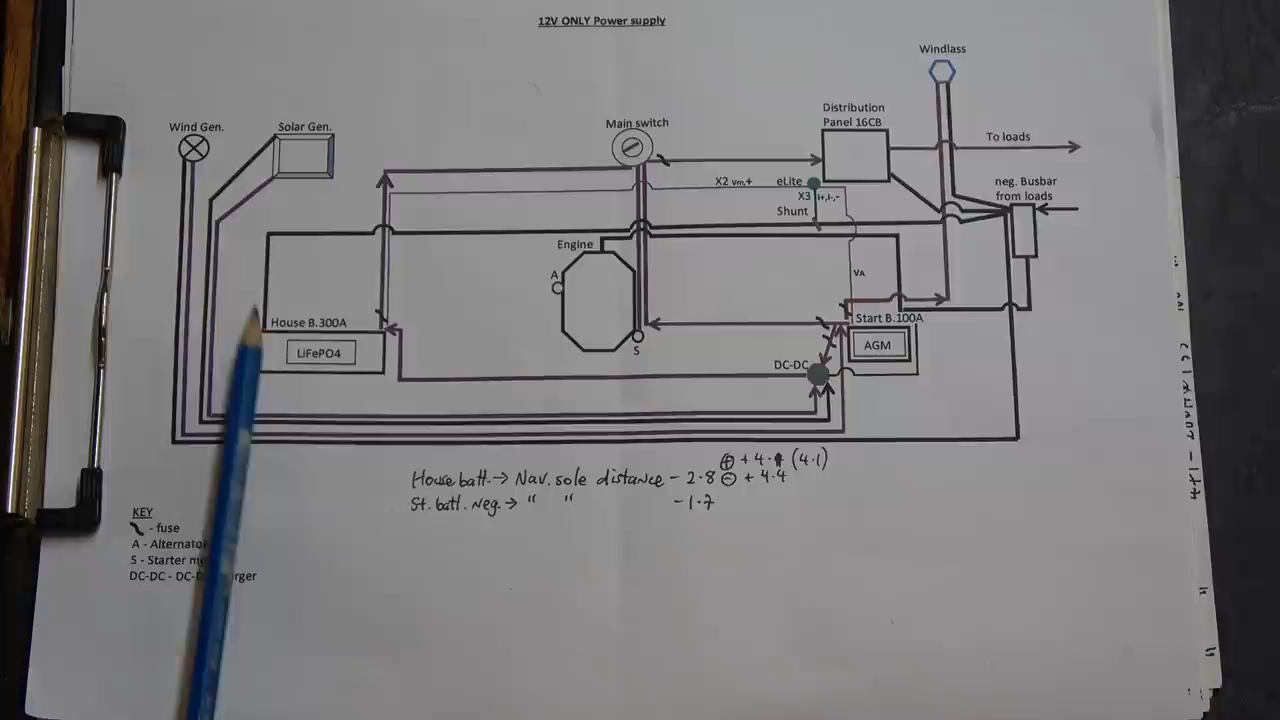 12V ONLY Power supply
Windlass
Distribution
Panel 16CB
Wind Gen.
Solar Gen.
Main switch
To loads
X2 vm,+
eLite
neg. Busbar
from loads
X3
I+,I-,-
Shunt
Engine
A
VA
House B.300A
Start B.100A
LiFePO4
AGM
S
DC-DC
⊕ + 4. (4.1)
House batt.→ Nav. sole distance - 2.8 ⊖ + 4.4
St. batt. neg.→ " " - 1.7
KEY
- fuse
A - Alternato
S - Starter m
DC-DC - DC-D rger